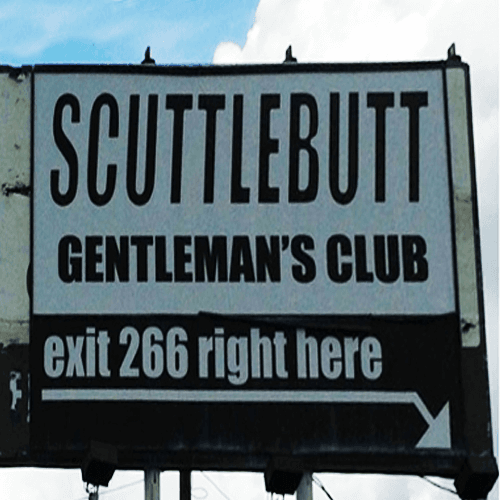 SCUTTLEBUTT
GENTLEMAN'S CLUB
exit 266 right here